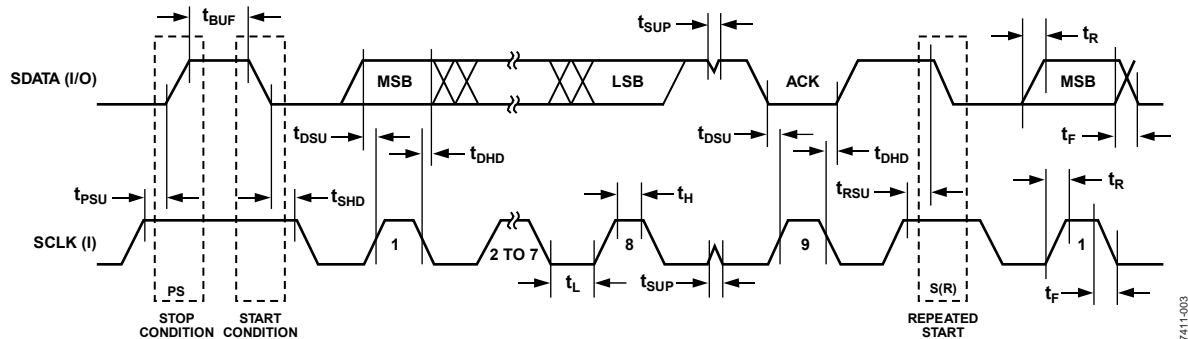 tBUF
tSUP
tR
SDATA (I/O)
MSB
LSB
ACK
MSB
tDSU
tDHD
tDSU
tDHD
tF
tPSU
tSHD
tH
tRSU
tR
SCLK (I)
1
2 TO 7
8
9
1
tL
tSUP
tF
PS
S(R)
STOP
CONDITION
START
CONDITION
REPEATED
START
7411-003